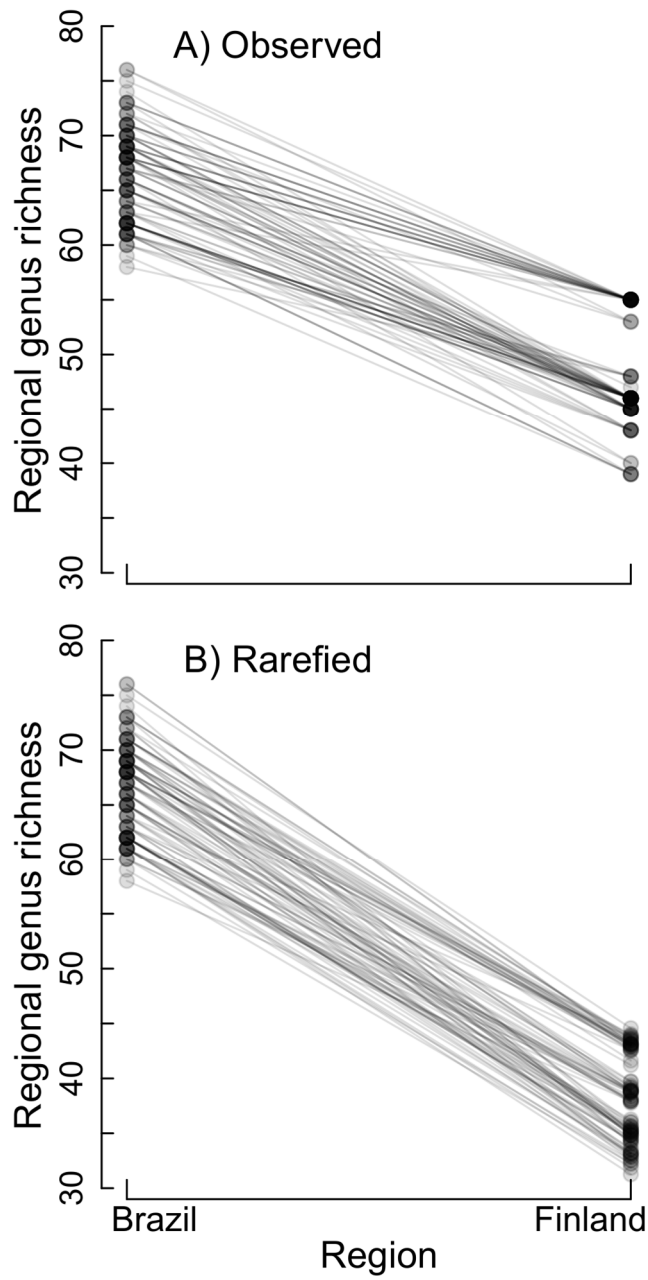 A) Observed
80
70
60
50
40
30
Regional genus richness
B) Rarefied
80
70
60
50
40
30
Regional genus richness
Brazil Finland
Region